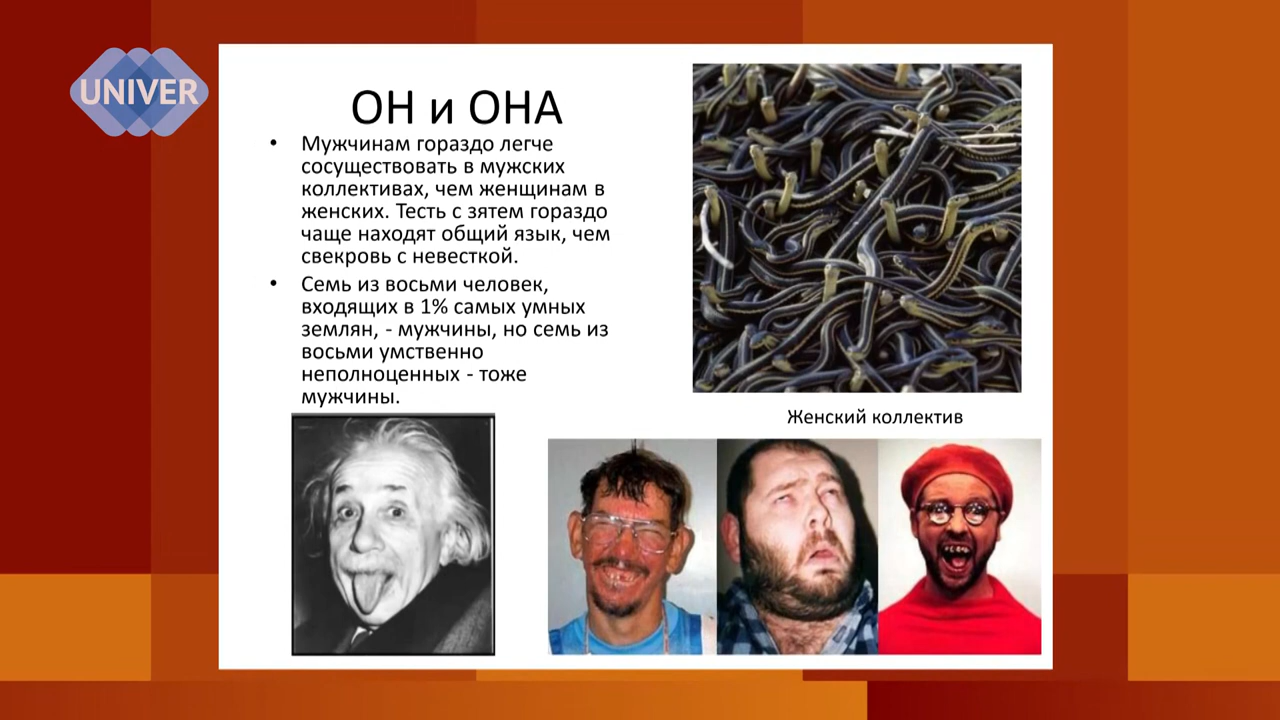 UNIVER
ОН и ОНА
• Мужчинам гораздо легче
сосуществовать в мужских
коллективах, чем женщинам в
женских. Тесть с зятем гораздо
чаще находят общий язык, чем
свекровь с невесткой.
• Семь из восьми человек,
входящих в 1% самых умных
землян, - мужчины, но семь из
восьми умственно
неполноценных - тоже
мужчины.
Женский коллектив